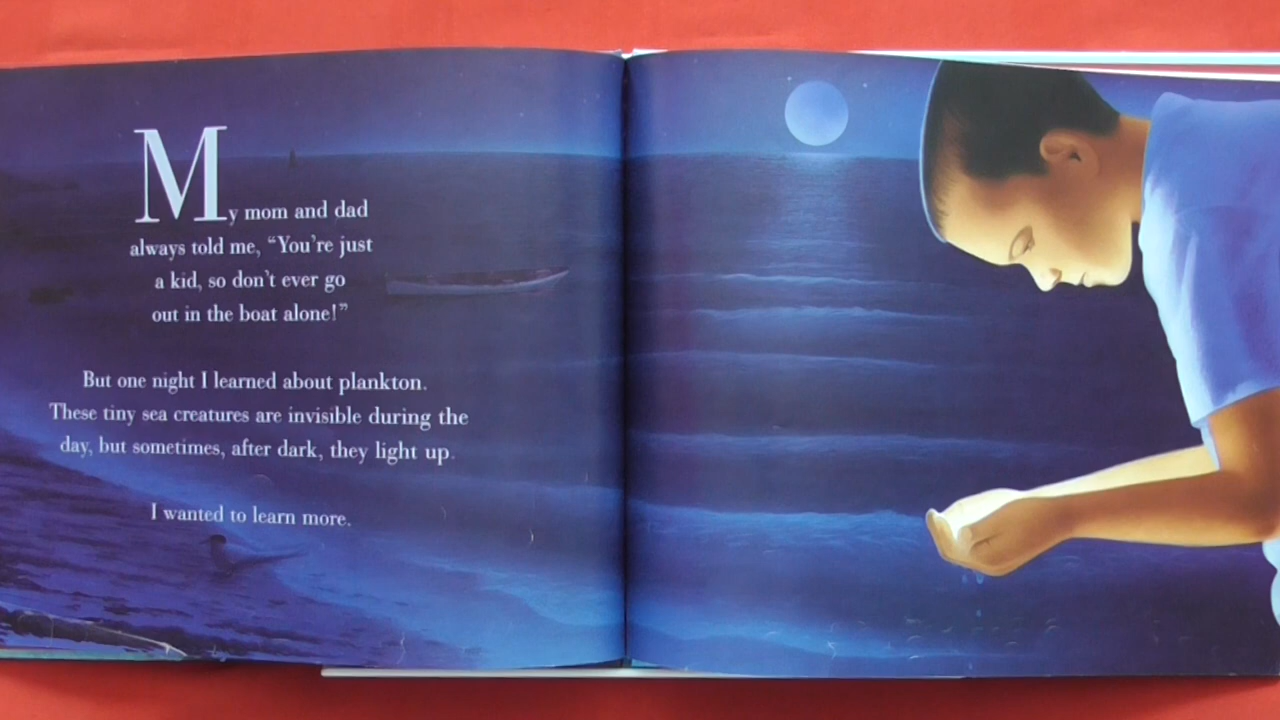 My mom and dad
always told me, “You’re just
a kid, so don’t ever go
out in the boat alone!”
But one night I learned about plankton.
These tiny sea creatures are invisible during the
day, but sometimes, after dark, they light up.
I wanted to learn more.